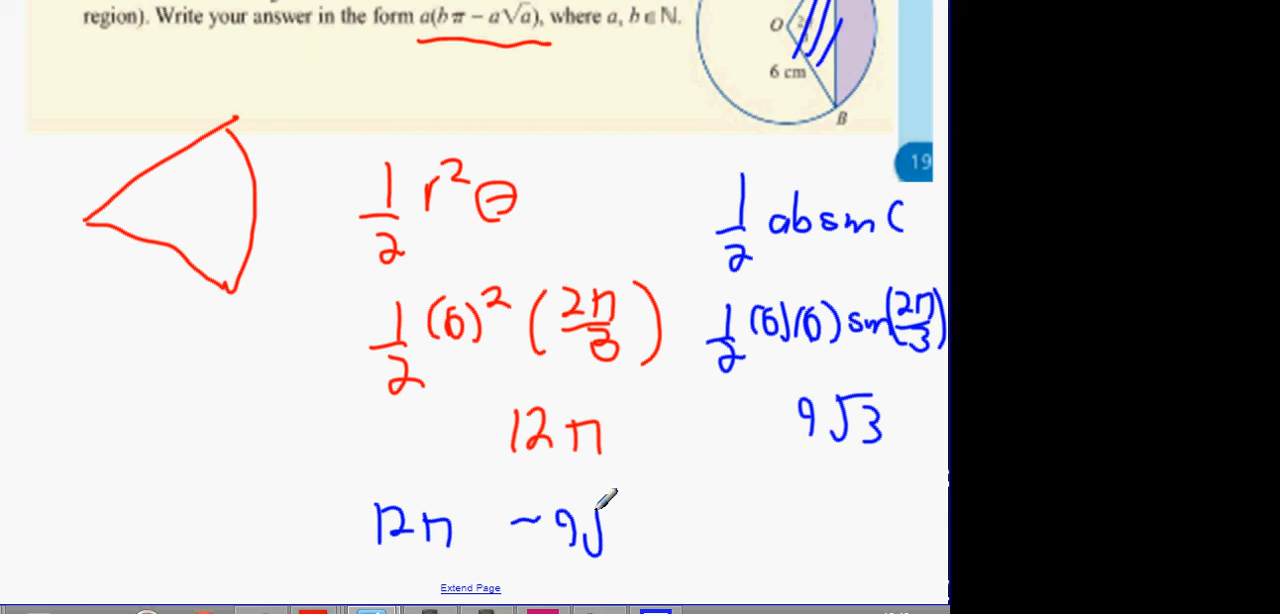 region). Write your answer in the form a(bπ − a√a), where a, b ∈ ℕ.
O
6 cm
B
19
1/2 r² θ
1/2 ab sin C
1/2 (6)² (2π/3)
1/2 (6)(6) sin(2π/3)
12π
9√3
12π − 9√
Extend Page